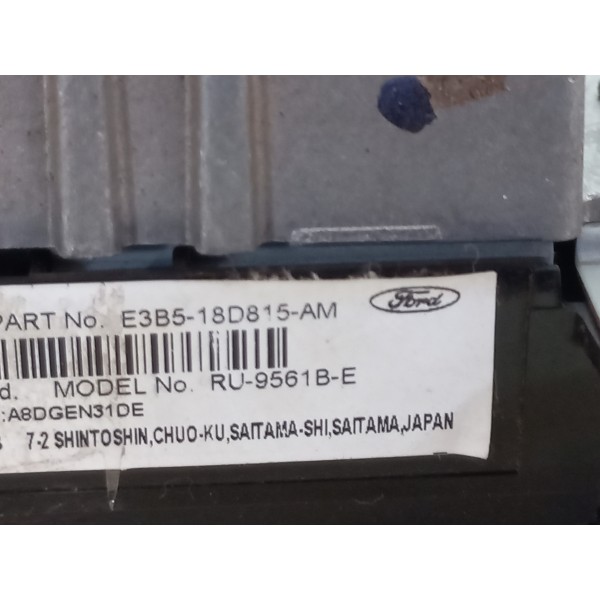 PART No. E3B5-18D815-AM
Ford
d. MODEL No. RU-9561B-E
:A8DGEN31DE
7-2 SHINTOSHIN,CHUO-KU,SAITAMA-SHI,SAITAMA,JAPAN